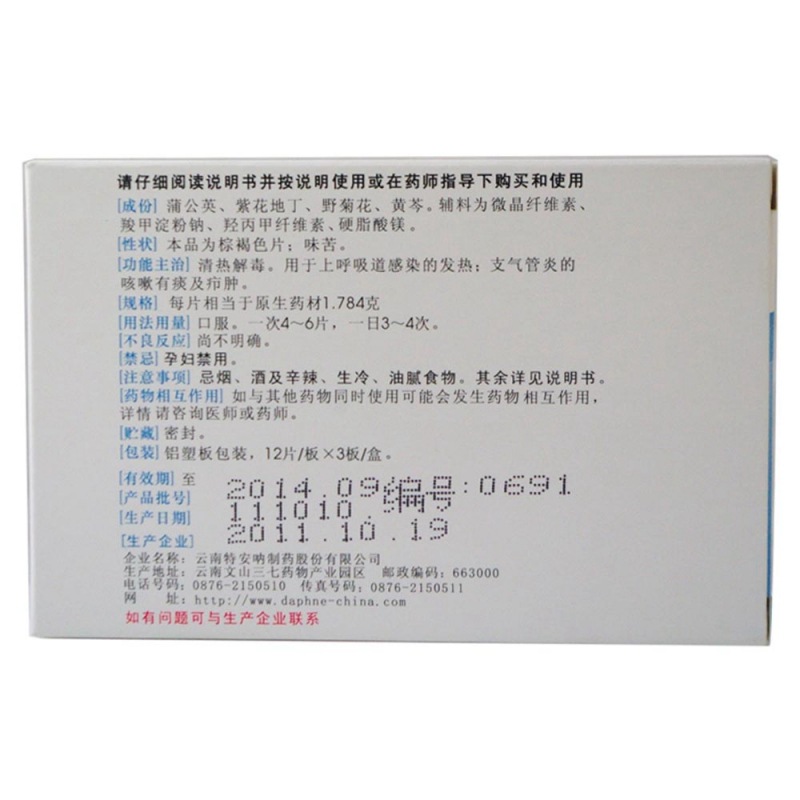 请仔细阅读说明书并按说明使用或在药师指导下购买和使用
[成份] 蒲公英、紫花地丁、野菊花、黄芩。辅料为微晶纤维素、
羧甲淀粉钠、羟丙甲纤维素、硬脂酸镁。
[性状] 本品为棕褐色片；味苦。
[功能主治] 清热解毒。用于上呼吸道感染的发热；支气管炎的
咳嗽有痰及疖肿。
[规格] 每片相当于原生药材1.784克
[用法用量] 口服。一次4～6片，一日3～4次。
[不良反应] 尚不明确。
[禁忌] 孕妇禁用。
[注意事项] 忌烟、酒及辛辣、生冷、油腻食物。其余详见说明书。
[药物相互作用] 如与其他药物同时使用可能会发生药物相互作用，
详情请咨询医师或药师。
[贮藏] 密封。
[包装] 铝塑板包装，12片/板×3板/盒。
[有效期] 至 2014.09 编号:0691
[产品批号] 111010
[生产日期] 2011.10.19
[生产企业]
企业名称：云南特安呐制药股份有限公司
生产地址：云南文山三七药物产业园区 邮政编码：663000
电话号码：0876-2150510 传真号码：0876-2150511
网 址：http://www.daphne-china.com
如有问题可与生产企业联系